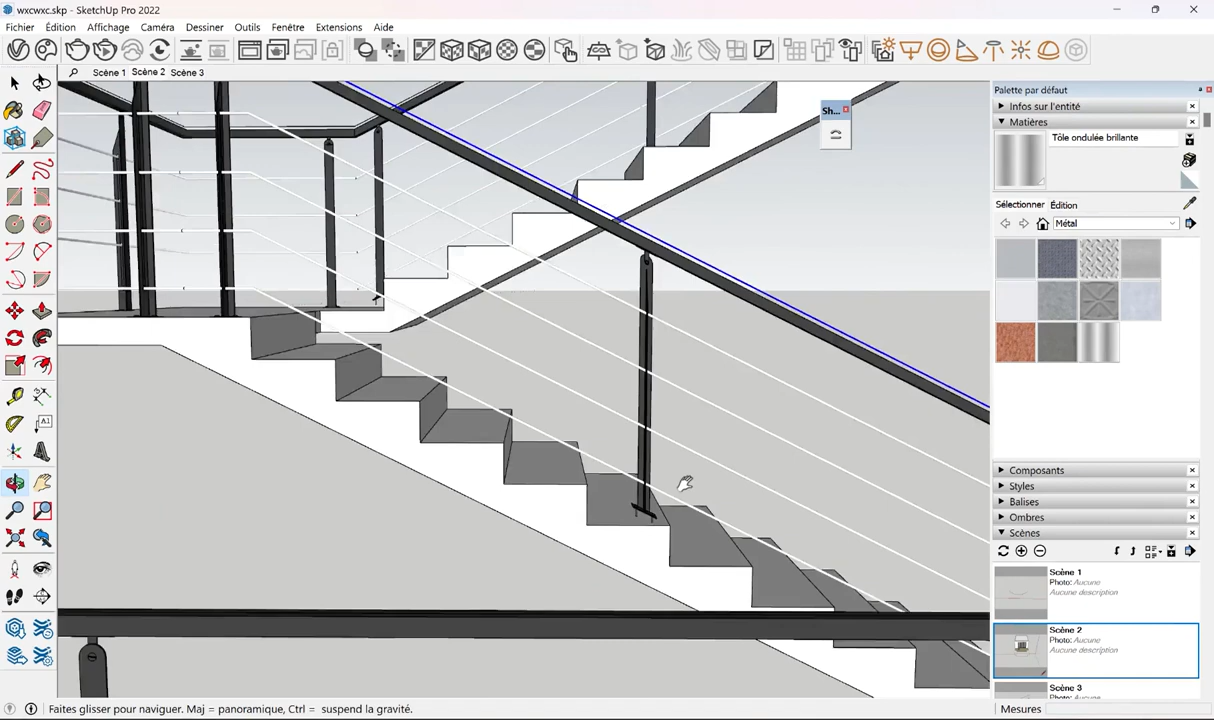 wxcwxc.skp - SketchUp Pro 2022
Fichier Édition Affichage Caméra Dessiner Outils Fenêtre Extensions Aide
Scène 1 Scène 2 Scène 3
Sh...
A1
Palette par défaut
Infos sur l'entité
Matières
Tôle ondulée brillante
Sélectionner Édition
Métal
Composants
Styles
Balises
Ombres
Scènes
Scène 1
Photo: Aucune
Aucune description
Scène 2
Photo: Aucune
Aucune description
Scène 3
Photo: Aucune
Faites glisser pour naviguer. Maj = panoramique, Ctrl = suspend la gravité.
Mesures